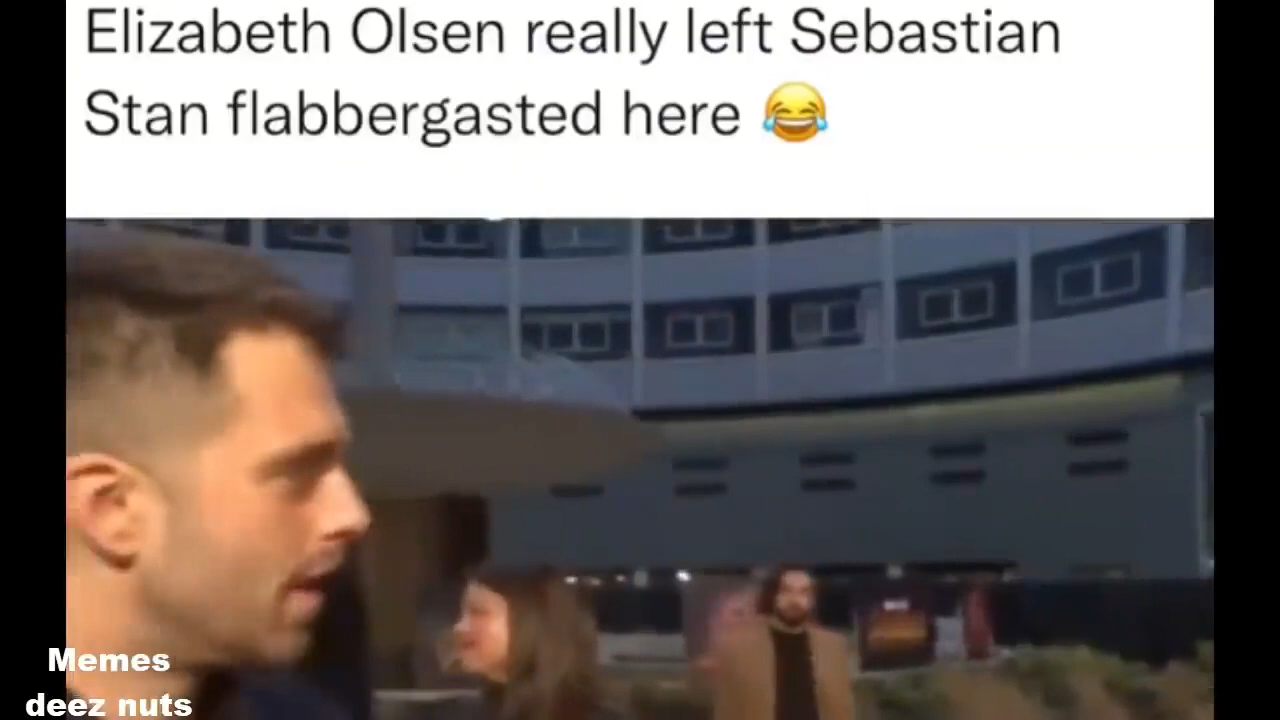 Elizabeth Olsen really left Sebastian
Stan flabbergasted here 😂
Memes
deez nuts